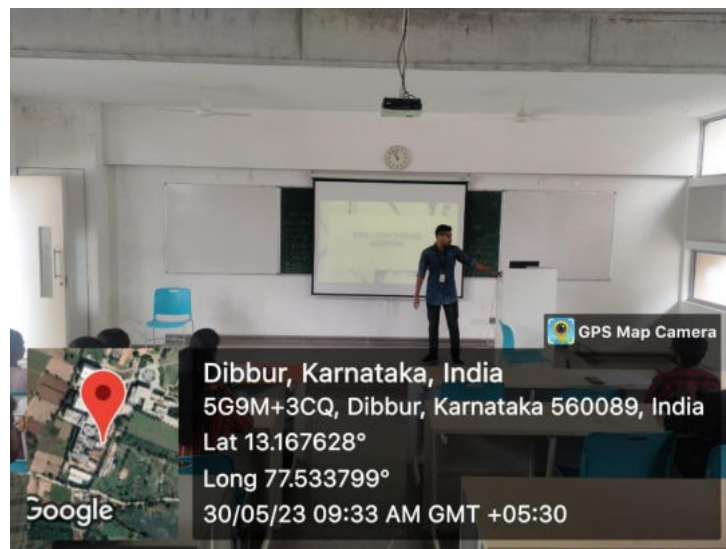 GPS Map Camera
Dibbur, Karnataka, India
5G9M+3CQ, Dibbur, Karnataka 560089, India
Lat 13.167628°
Long 77.533799°
30/05/23 09:33 AM GMT +05:30
Google